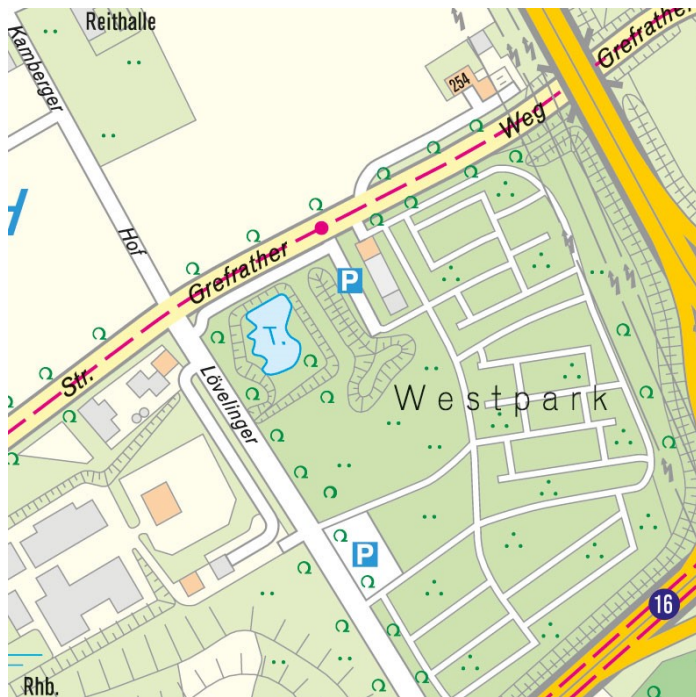 Reithalle
Kamberger
Hof
254
Grefrather
Weg
Grefrather
Str.
P
T.
Lövelinger
Westpark
P
16
Rhb.